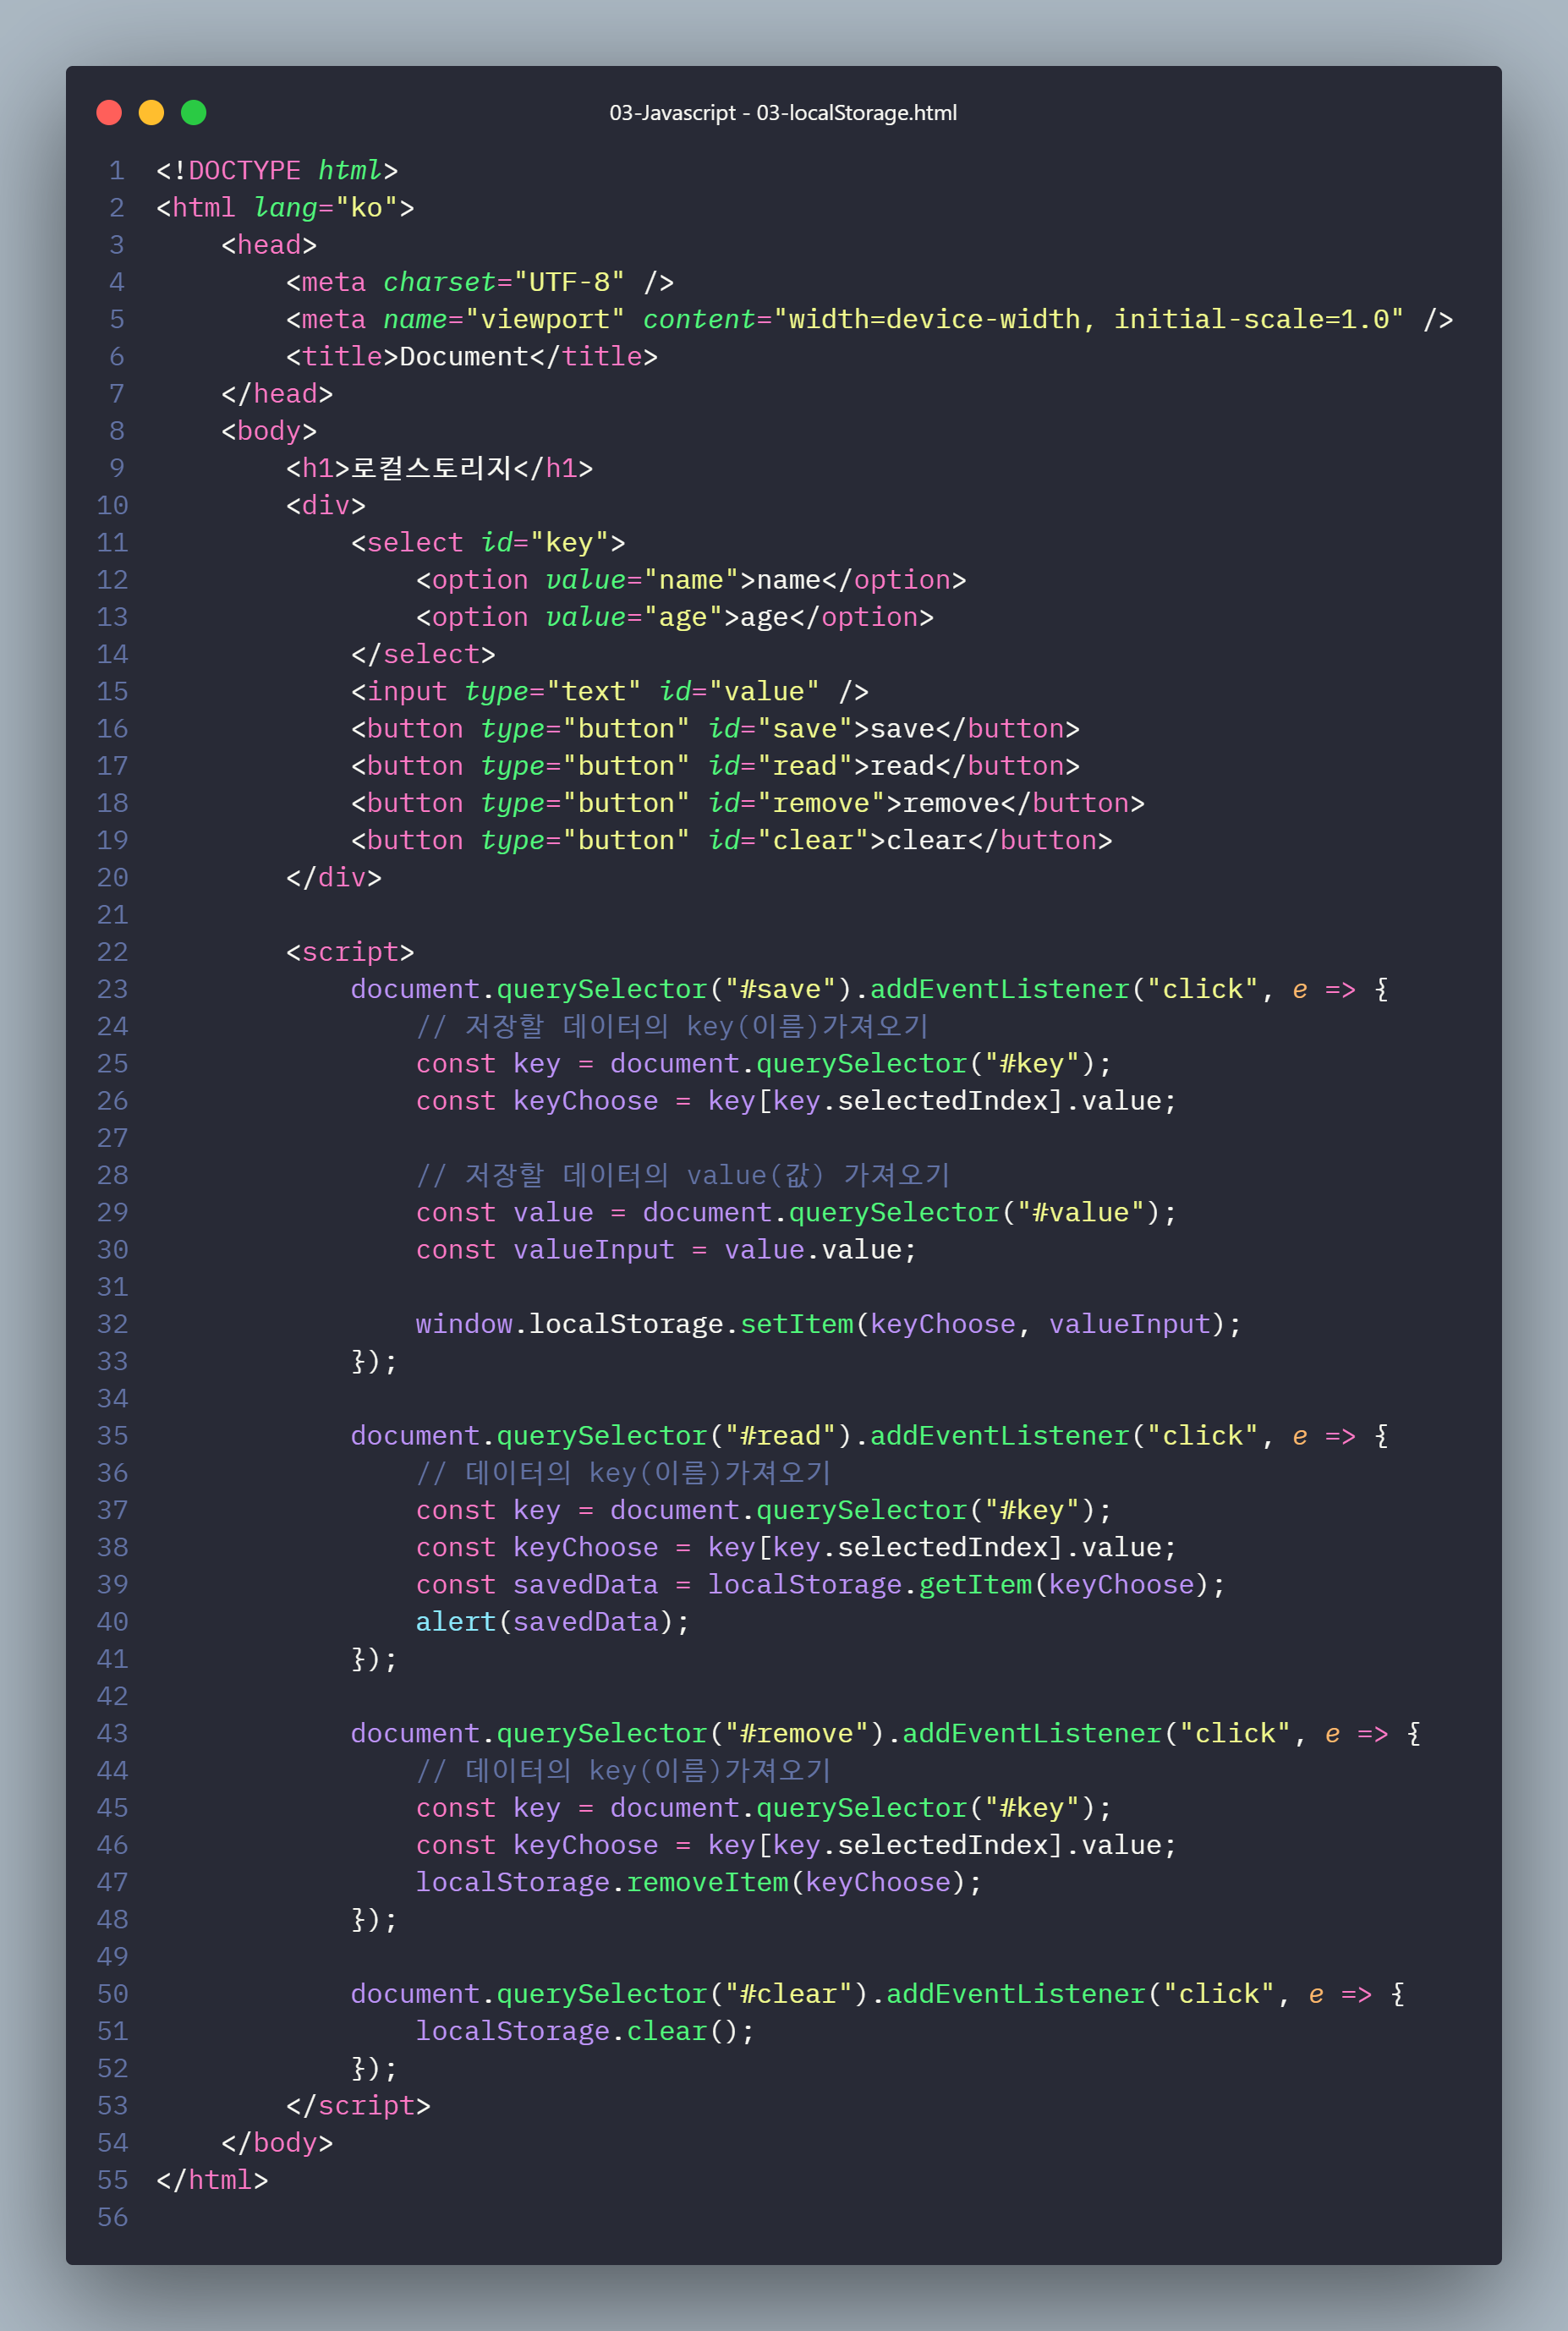 03-Javascript - 03-localStorage.html
1 <!DOCTYPE html>
2 <html lang="ko">
3     <head>
4         <meta charset="UTF-8" />
5         <meta name="viewport" content="width=device-width, initial-scale=1.0" />
6         <title>Document</title>
7     </head>
8     <body>
9         <h1>로컬스토리지</h1>
10         <div>
11             <select id="key">
12                 <option value="name">name</option>
13                 <option value="age">age</option>
14             </select>
15             <input type="text" id="value" />
16             <button type="button" id="save">save</button>
17             <button type="button" id="read">read</button>
18             <button type="button" id="remove">remove</button>
19             <button type="button" id="clear">clear</button>
20         </div>
21
22         <script>
23             document.querySelector("#save").addEventListener("click", e => {
24                 // 저장할 데이터의 key(이름)가져오기
25                 const key = document.querySelector("#key");
26                 const keyChoose = key[key.selectedIndex].value;
27
28                 // 저장할 데이터의 value(값) 가져오기
29                 const value = document.querySelector("#value");
30                 const valueInput = value.value;
31
32                 window.localStorage.setItem(keyChoose, valueInput);
33             });
34
35             document.querySelector("#read").addEventListener("click", e => {
36                 // 데이터의 key(이름)가져오기
37                 const key = document.querySelector("#key");
38                 const keyChoose = key[key.selectedIndex].value;
39                 const savedData = localStorage.getItem(keyChoose);
40                 alert(savedData);
41             });
42
43             document.querySelector("#remove").addEventListener("click", e => {
44                 // 데이터의 key(이름)가져오기
45                 const key = document.querySelector("#key");
46                 const keyChoose = key[key.selectedIndex].value;
47                 localStorage.removeItem(keyChoose);
48             });
49
50             document.querySelector("#clear").addEventListener("click", e => {
51                 localStorage.clear();
52             });
53         </script>
54     </body>
55 </html>
56